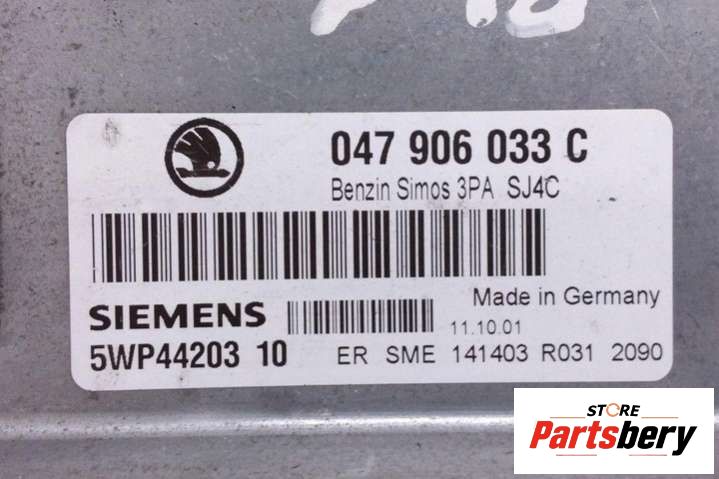 047 906 033 C
Benzin Simos 3PA SJ4C
Made in Germany
SIEMENS
11.10.01
5WP44203 10
ER SME 141403 R031 2090
STORE
Partsbery